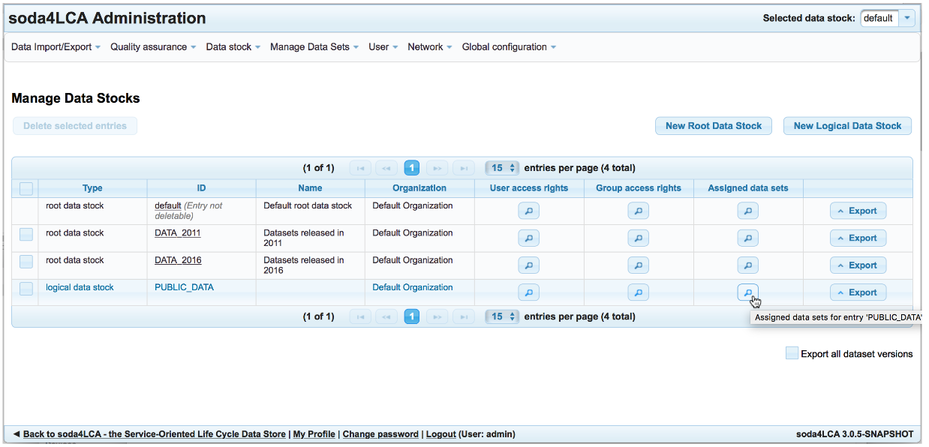 soda4LCA Administration
Selected data stock: default
Data Import/Export Quality assurance Data stock Manage Data Sets User Network Global configuration
Manage Data Stocks
Delete selected entries New Root Data Stock New Logical Data Stock
(1 of 1) 1 15 entries per page (4 total)
Type ID Name Organization User access rights Group access rights Assigned data sets
root data stock default (Entry not Default root data stock Default Organization Export
deletable)
root data stock DATA_2011 Datasets released in Default Organization Export
2011
root data stock DATA_2016 Datasets released in Default Organization Export
2016
logical data stock PUBLIC_DATA Default Organization Export
(1 of 1) 1 15 entries per page (4 total)
Assigned data sets for entry 'PUBLIC_DATA'
Export all dataset versions
◄ Back to soda4LCA - the Service-Oriented Life Cycle Data Store | My Profile | Change password | Logout (User: admin) soda4LCA 3.0.5-SNAPSHOT